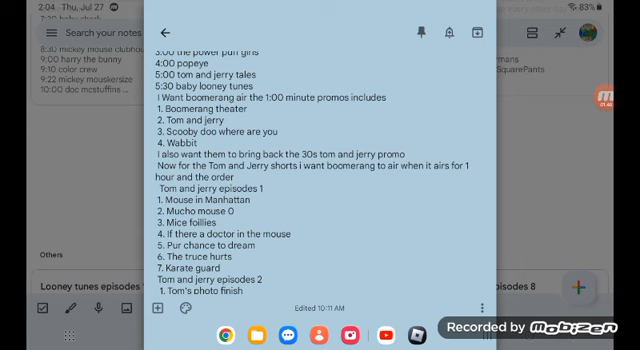 2:04 Thu, Jul 27
83%
7:30 baby shark
Search your notes
8:30 mickey mouse clubhou
9:00 harry the bunny
9:10 color crew
9:22 mickey mouskersize
10:00 doc mcstuffins ...
rmans
SquarePants
3:00 the power puff girls
4:00 popeye
5:00 tom and jerry tales
5:30 baby looney tunes
I Want boomerang air the 1:00 minute promos includes
1. Boomerang theater
2. Tom and jerry
3. Scooby doo where are you
4. Wabbit
I also want them to bring back the 30s tom and jerry promo
Now for the Tom and Jerry shorts i want boomerang to air when it airs for 1
hour and the order
Tom and jerry episodes 1
1. Mouse in Manhattan
2. Mucho mouse 0
3. Mice foillies
4. If there a doctor in the mouse
5. Pur chance to dream
6. The truce hurts
7. Karate guard
Tom and jerry episodes 2
1. Tom's photo finish
Others
Looney tunes episodes
pisodes 8
Edited 10:11 AM
Recorded by mobizen